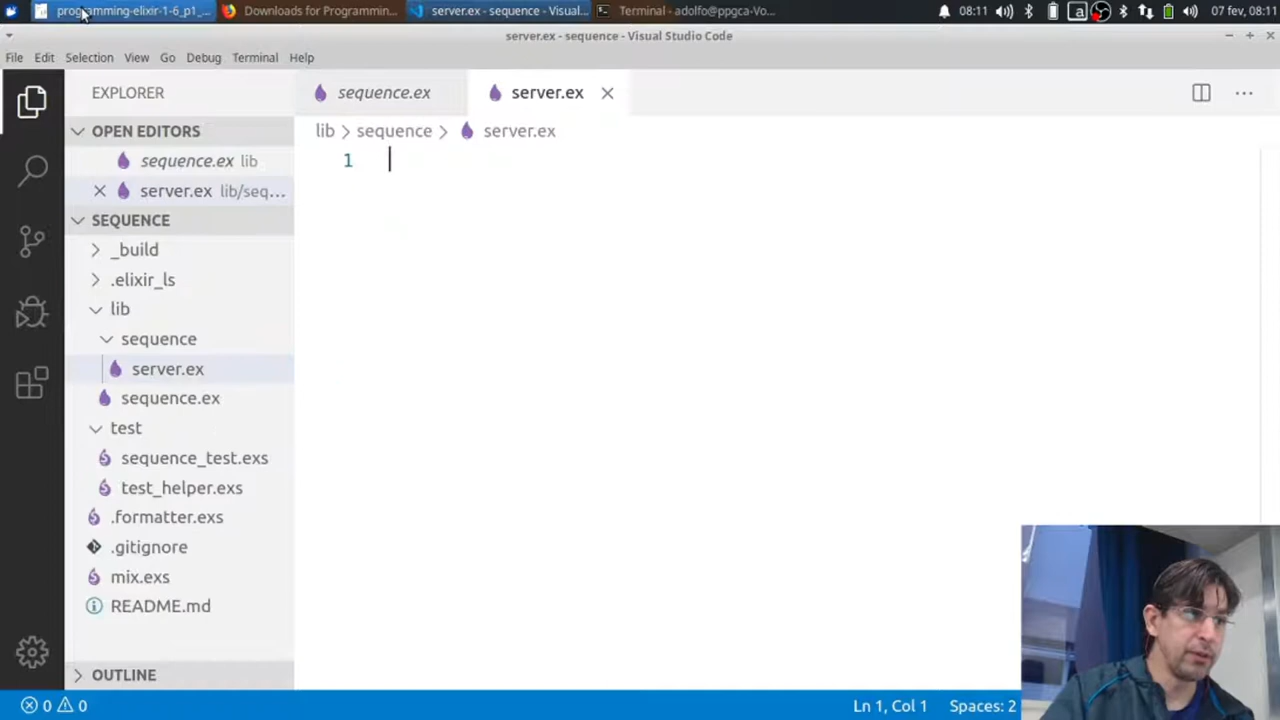 programming-elixir-1-6_p1_... Downloads for Programmin... server.ex - sequence - Visual... Terminal - adolfo@ppgca-Vo... 08:11 07 fev, 08:11
server.ex - sequence - Visual Studio Code
File Edit Selection View Go Debug Terminal Help
EXPLORER sequence.ex server.ex
OPEN EDITORS lib sequence server.ex
sequence.ex lib 1
server.ex lib/seq...
SEQUENCE
_build
.elixir_ls
lib
sequence
server.ex
sequence.ex
test
sequence_test.exs
test_helper.exs
.formatter.exs
.gitignore
mix.exs
README.md
OUTLINE
0 0 Ln 1, Col 1 Spaces: 2